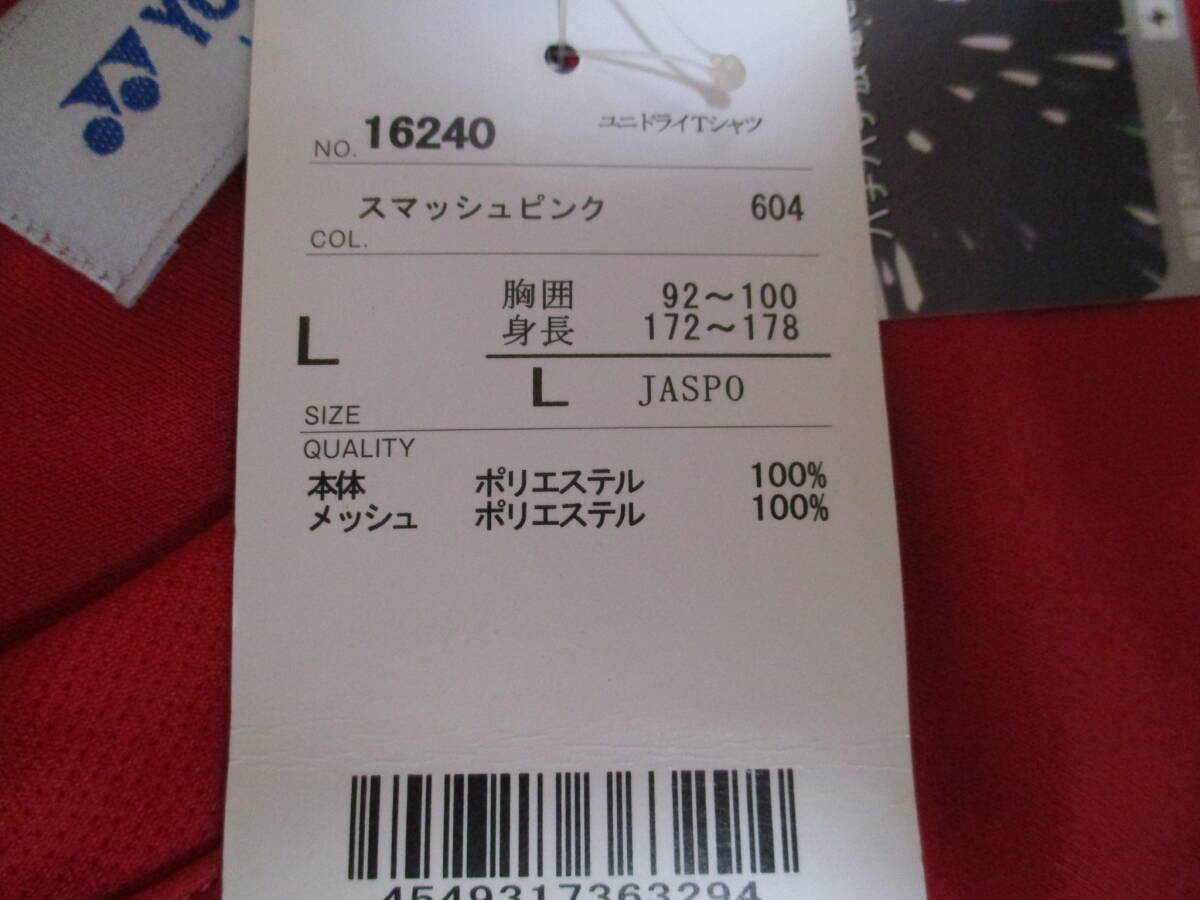 YO
NO. 16240 ユニドライTシャツ
スマッシュピンク 604
COL.
胸囲 92～100
身長 172～178
L
L JASPO
SIZE
QUALITY
本体 ポリエステル 100%
メッシュ ポリエステル 100%
4549317363294